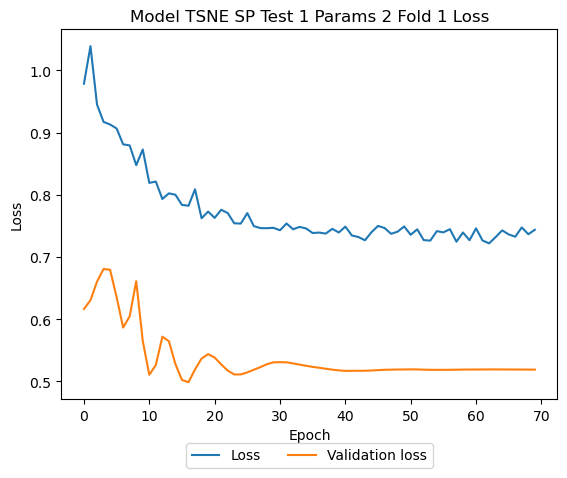 Model TSNE SP Test 1 Params 2 Fold 1 Loss
1.0
0.9
0.8
0.7
0.6
0.5
Loss
0 10 20 30 40 50 60 70
Epoch
Loss Validation loss